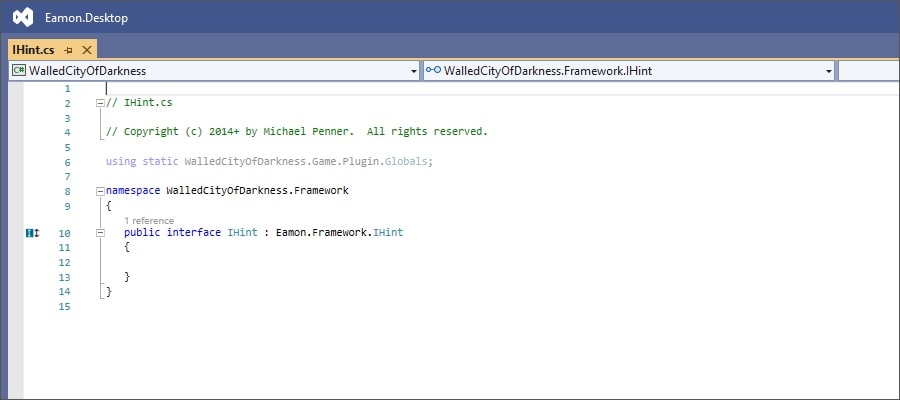 Eamon.Desktop
IHint.cs
C# WalledCityOfDarkness
WalledCityOfDarkness.Framework.IHint
1
2 // IHint.cs
3
4 // Copyright (c) 2014+ by Michael Penner.  All rights reserved.
5
6 using static WalledCityOfDarkness.Game.Plugin.Globals;
7
8 namespace WalledCityOfDarkness.Framework
9 {
1 reference
10 public interface IHint : Eamon.Framework.IHint
11 {
12
13 }
14 }
15